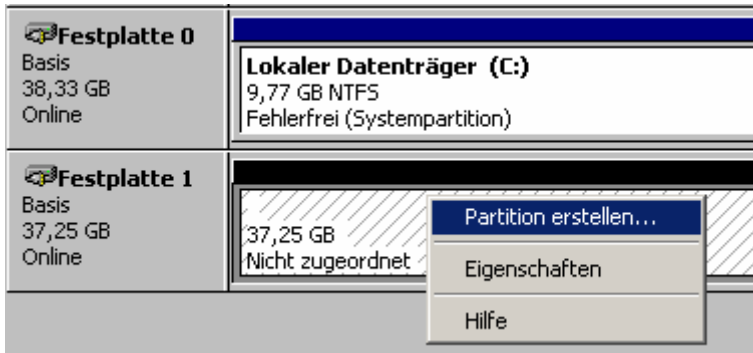 Festplatte 0
Basis
38,33 GB
Online
Lokaler Datenträger (C:)
9,77 GB NTFS
Fehlerfrei (Systempartition)
Festplatte 1
Basis
37,25 GB
Online
37,25 GB
Nicht zugeordnet
Partition erstellen...
Eigenschaften
Hilfe